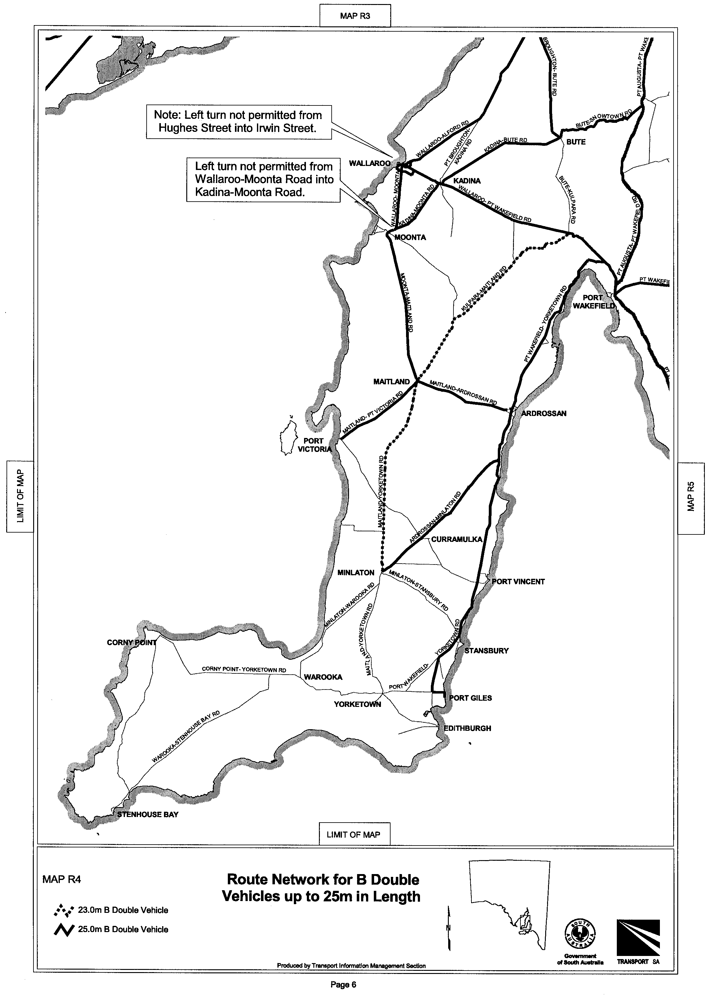 MAP R3
BROUGHTON- BUTE RD
PT AUGUSTA- PT WAKE
Note: Left turn not permitted from
Hughes Street into Irwin Street.
BUTE-SNOWTOWN RD
WALLAROO-ALFORD RD
PT BROUGHTON-
KADINA RD
KADINA-BUTE RD
BUTE
WALLAROO
Left turn not permitted from
Wallaroo-Moonta Road into
Kadina-Moonta Road.
WALLAROO- MOONTA
KADINA
KADINA-MOONTA RD
WALLAROO- PT WAKEFIELD RD
BUTE-KULPARA RD
PT AUGUSTA- PT WAKEFIELD RD
MOONTA
MOONTA-MAITLAND RD
KULPARA-MAITLAND RD
PT WAKEFI
PORT
WAKEFIELD
PT WAKEFIELD- YORKETOWN RD
MAITLAND
MAITLAND-ARDROSSAN RD
MAITLAND- PT VICTORIA RD
ARDROSSAN
PORT
VICTORIA
MAITLAND-YORKETOWN RD
LIMIT OF MAP
MAP R5
ARDROSSAN-MINLATON RD
CURRAMULKA
MINLATON
MINLATON-STANSBURY RD
PORT VINCENT
MINLATON-WAROOKA RD
MAITLAND-YORKETOWN RD
YORKETOWN RD
CORNY POINT
STANSBURY
CORNY POINT- YORKETOWN RD
WAROOKA
PORT WAKEFIELD-
PORT GILES
YORKETOWN
WAROOKA-STENHOUSE BAY RD
EDITHBURGH
STENHOUSE BAY
LIMIT OF MAP
MAP R4
Route Network for B Double
Vehicles up to 25m in Length
23.0m B Double Vehicle
25.0m B Double Vehicle
N
SOUTH
AUSTRALIA
Government
of South Australia
TRANSPORT SA
Produced by Transport Information Management Section
Page 6